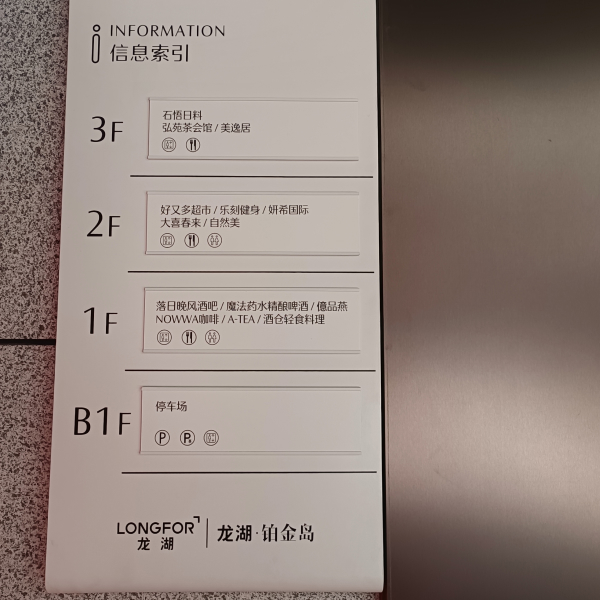 INFORMATION
信息索引
3F
石悟日料
弘苑茶会馆 / 美逸居
2F
好又多超市 / 乐刻健身 / 妍希国际
大喜春来 / 自然美
1F
落日晚风酒吧 / 魔法药水精酿啤酒 / 億品燕
NOWWA咖啡 / A-TEA / 酒仓轻食料理
B1F
停车场
P
LONGFOR
龙湖
龙湖·铂金岛